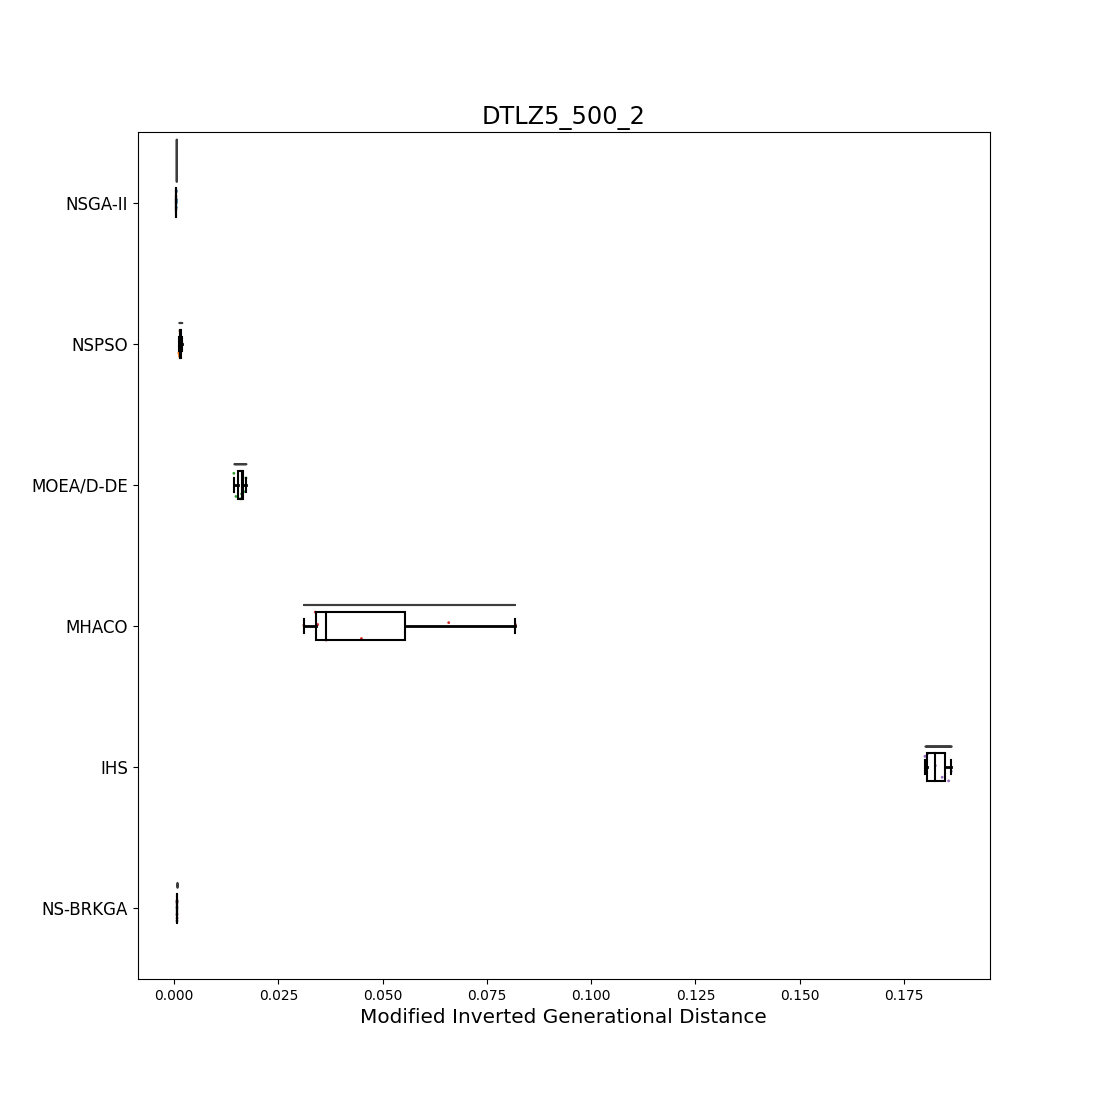 DTLZ5_500_2
NSGA-II
NSPSO
MOEA/D-DE
MHACO
IHS
NS-BRKGA
0.000 0.025 0.050 0.075 0.100 0.125 0.150 0.175
Modified Inverted Generational Distance